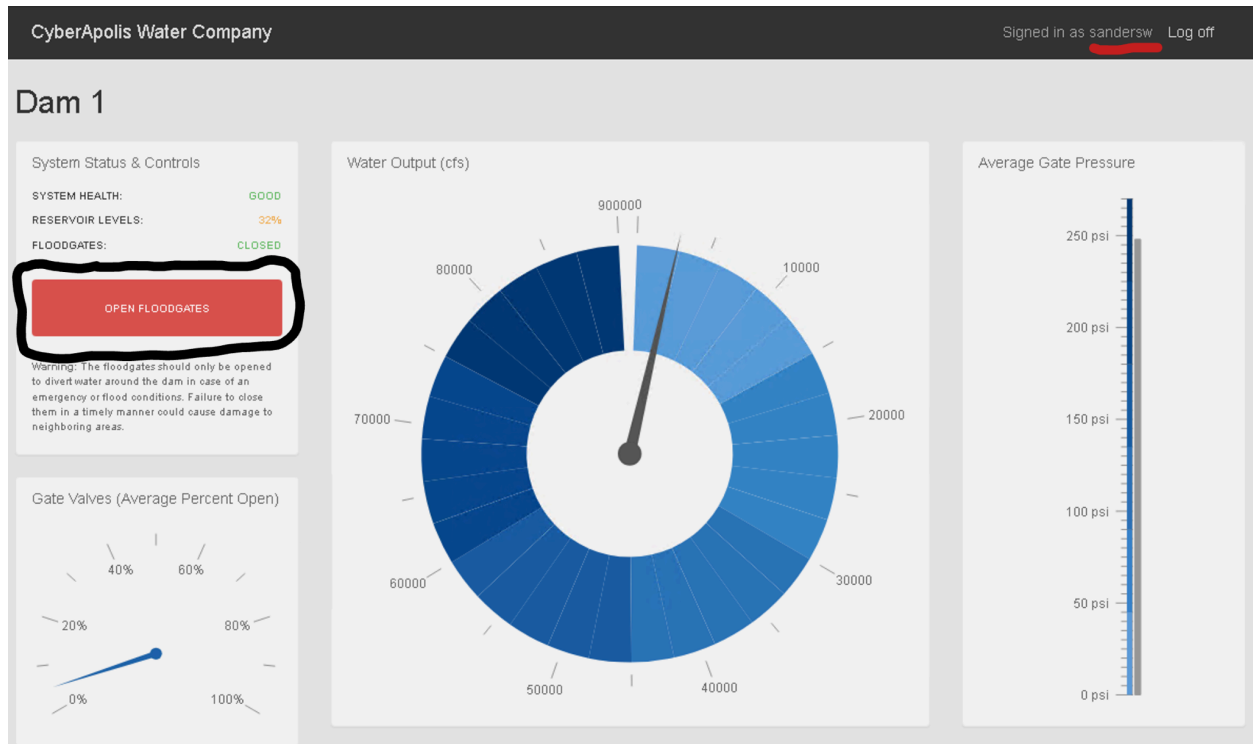 CyberApolis Water Company
Signed in as sandersw Log off
Dam 1
System Status & Controls
SYSTEM HEALTH: GOOD
RESERVOIR LEVELS: 32%
FLOODGATES: CLOSED
OPEN FLOODGATES
Warning: The floodgates should only be opened
to divert water around the dam in case of an
emergency or flood conditions. Failure to close
them in a timely manner could cause damage to
neighboring areas.
Gate Valves (Average Percent Open)
40% 60%
20% 80%
0% 100%
Water Output (cfs)
900000
80000 10000
70000 20000
60000 30000
50000 40000
Average Gate Pressure
250 psi
200 psi
150 psi
100 psi
50 psi
0 psi